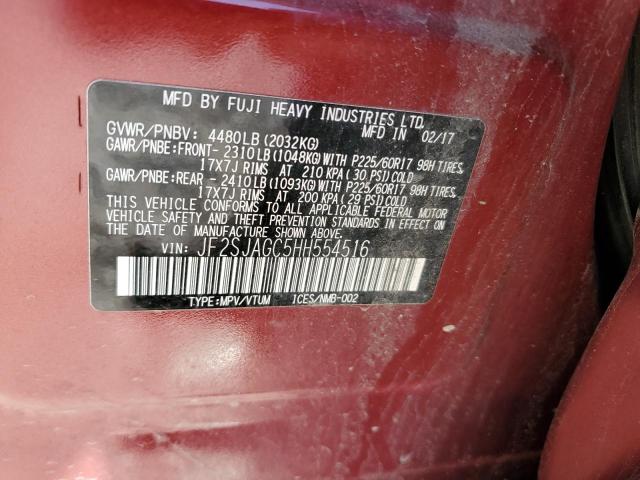 MFD BY FUJI HEAVY INDUSTRIES LTD.
GVWR/PNBV: 4480LB(2032KG) MFD IN 02/17
GAWR/PNBE:FRONT-2310LB(1048KG)WITH P225/60R17 98H TIRES,
17X7J RIMS AT 210 KPA(30 PSI)COLD
GAWR/PNBE:REAR -2410LB(1093KG)WITH P225/60R17 98H TIRES,
17X7J RIMS AT 200 KPA(29 PSI)COLD
THIS VEHICLE CONFORMS TO ALL APPLICABLE FEDERAL MOTOR
VEHICLE SAFETY AND THEFT PREVENTION STANDARDS IN EFFECT ON
THE DATE OF MANUFACTURE SHOWN ABOVE.
VIN: JF2SJAGC5HH554516
TYPE:MPV/VTUM ICES/NMB-002